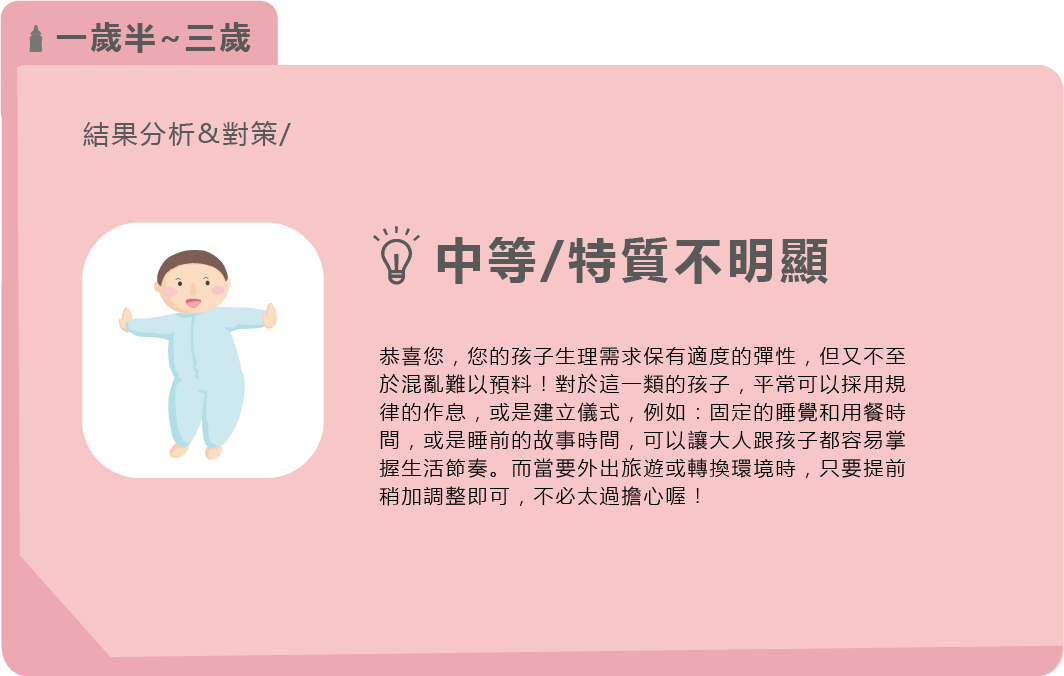 一歲半~三歲
結果分析&對策/
中等/特質不明顯
恭喜您，您的孩子生理需求保有適度的彈性，但又不至
於混亂難以預料！對於這一類的孩子，平常可以採用規
律的作息，或是建立儀式，例如：固定的睡覺和用餐時
間，或是睡前的故事時間，可以讓大人跟孩子都容易掌
握生活節奏。而當要外出旅遊或轉換環境時，只要提前
稍加調整即可，不必太過擔心喔！